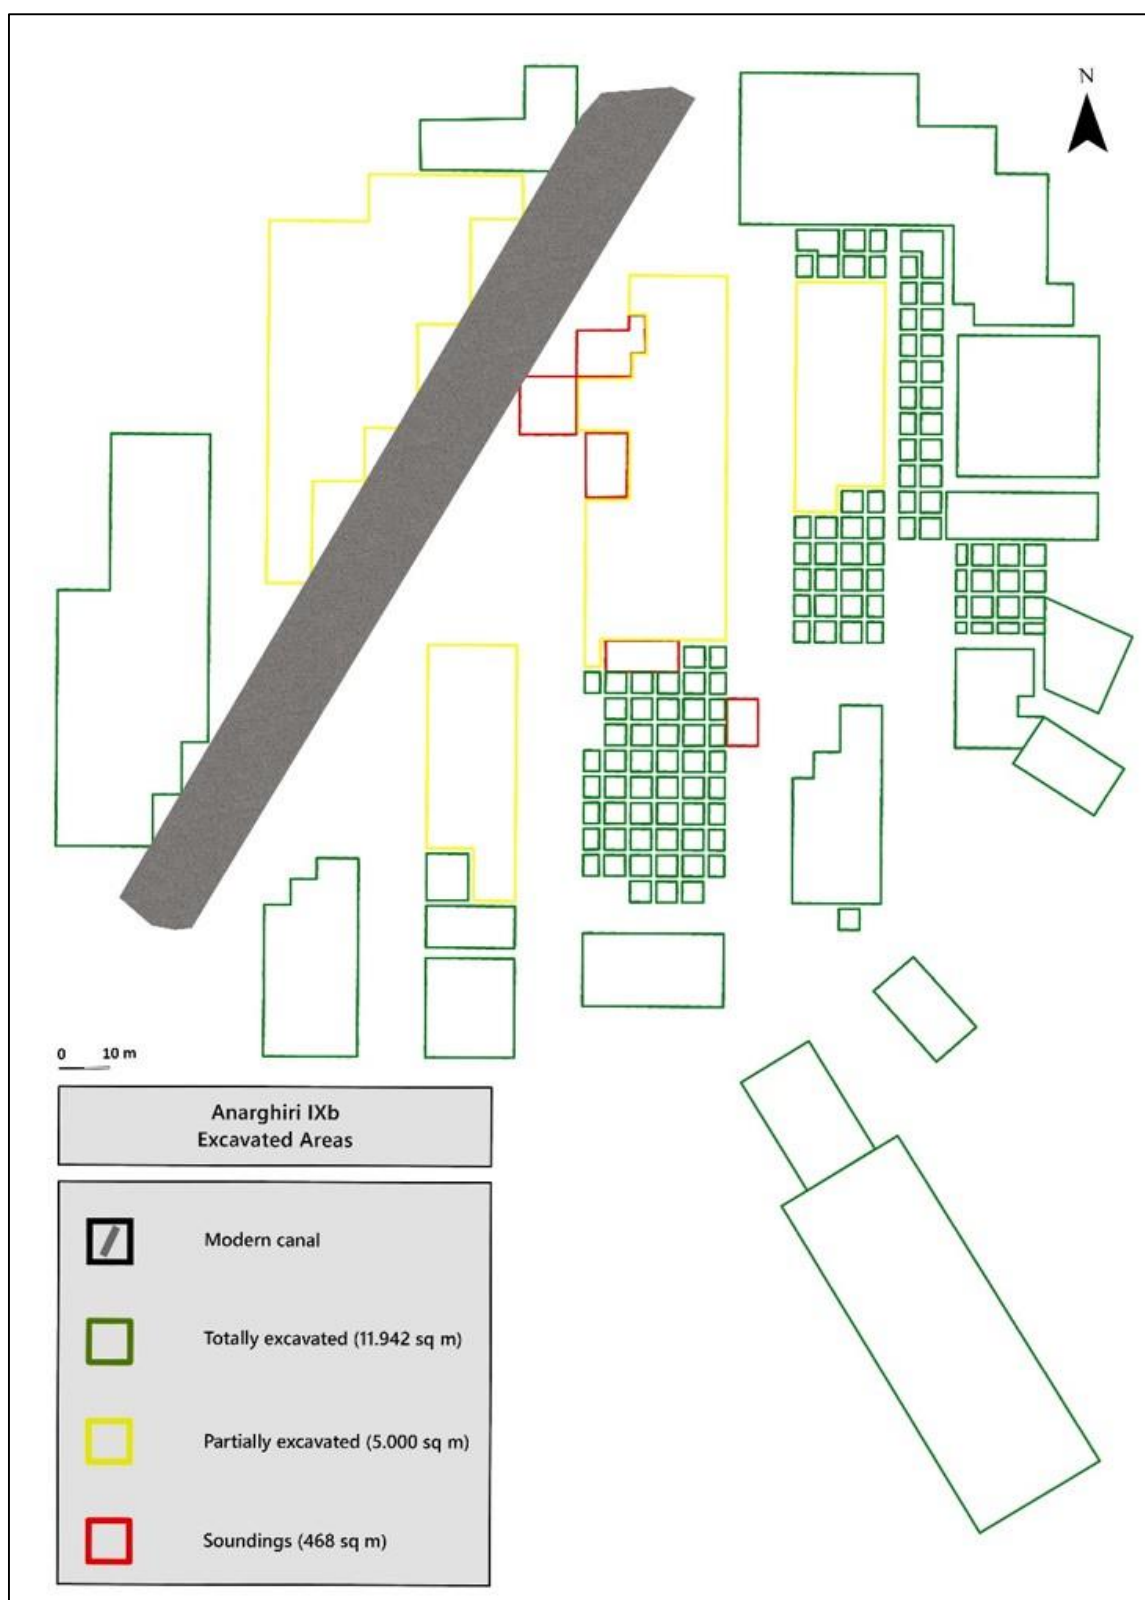 N
0 10 m
Anarghiri IXb
Excavated Areas
Modern canal
Totally excavated (11.942 sq m)
Partially excavated (5.000 sq m)
Soundings (468 sq m)